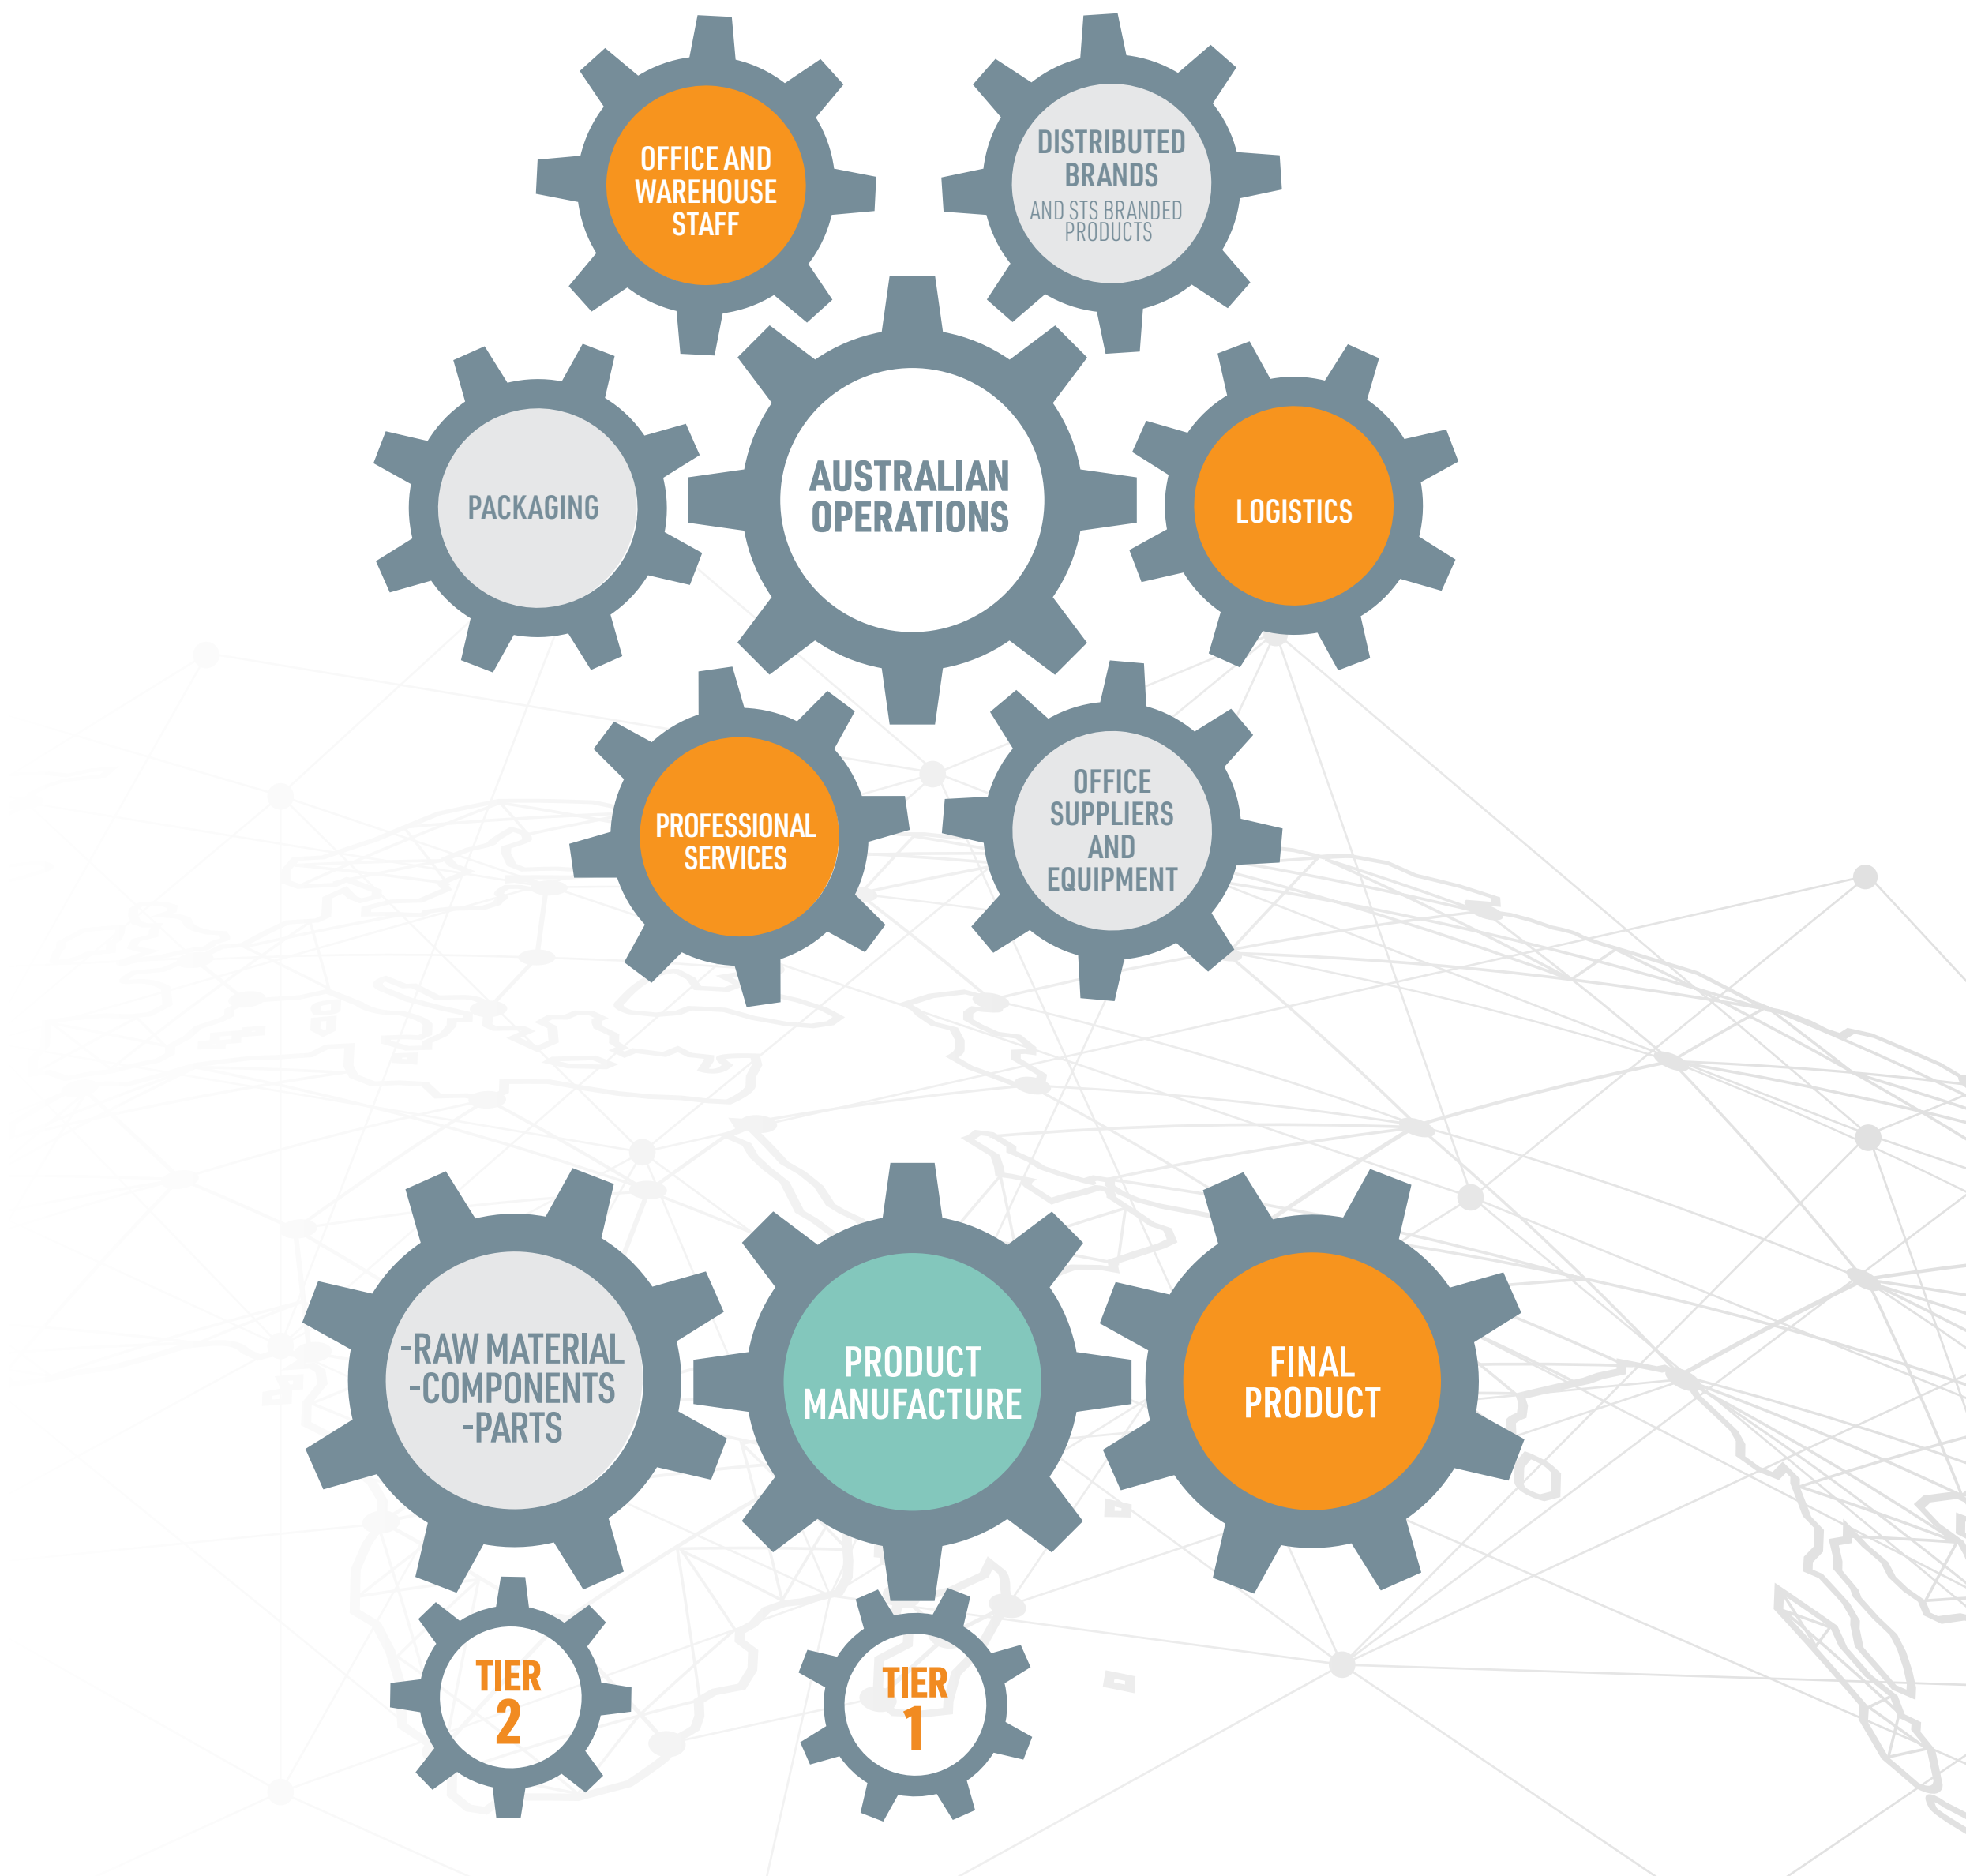 OFFICE AND
WAREHOUSE
STAFF
DISTRIBUTED
BRANDS
AND STS BRANDED
PRODUCTS
PACKAGING
AUSTRALIAN
OPERATIONS
LOGISTICS
PROFESSIONAL
SERVICES
OFFICE
SUPPLIERS
AND
EQUIPMENT
-RAW MATERIAL
-COMPONENTS
-PARTS
PRODUCT
MANUFACTURE
FINAL
PRODUCT
TIER
2
TIER
1